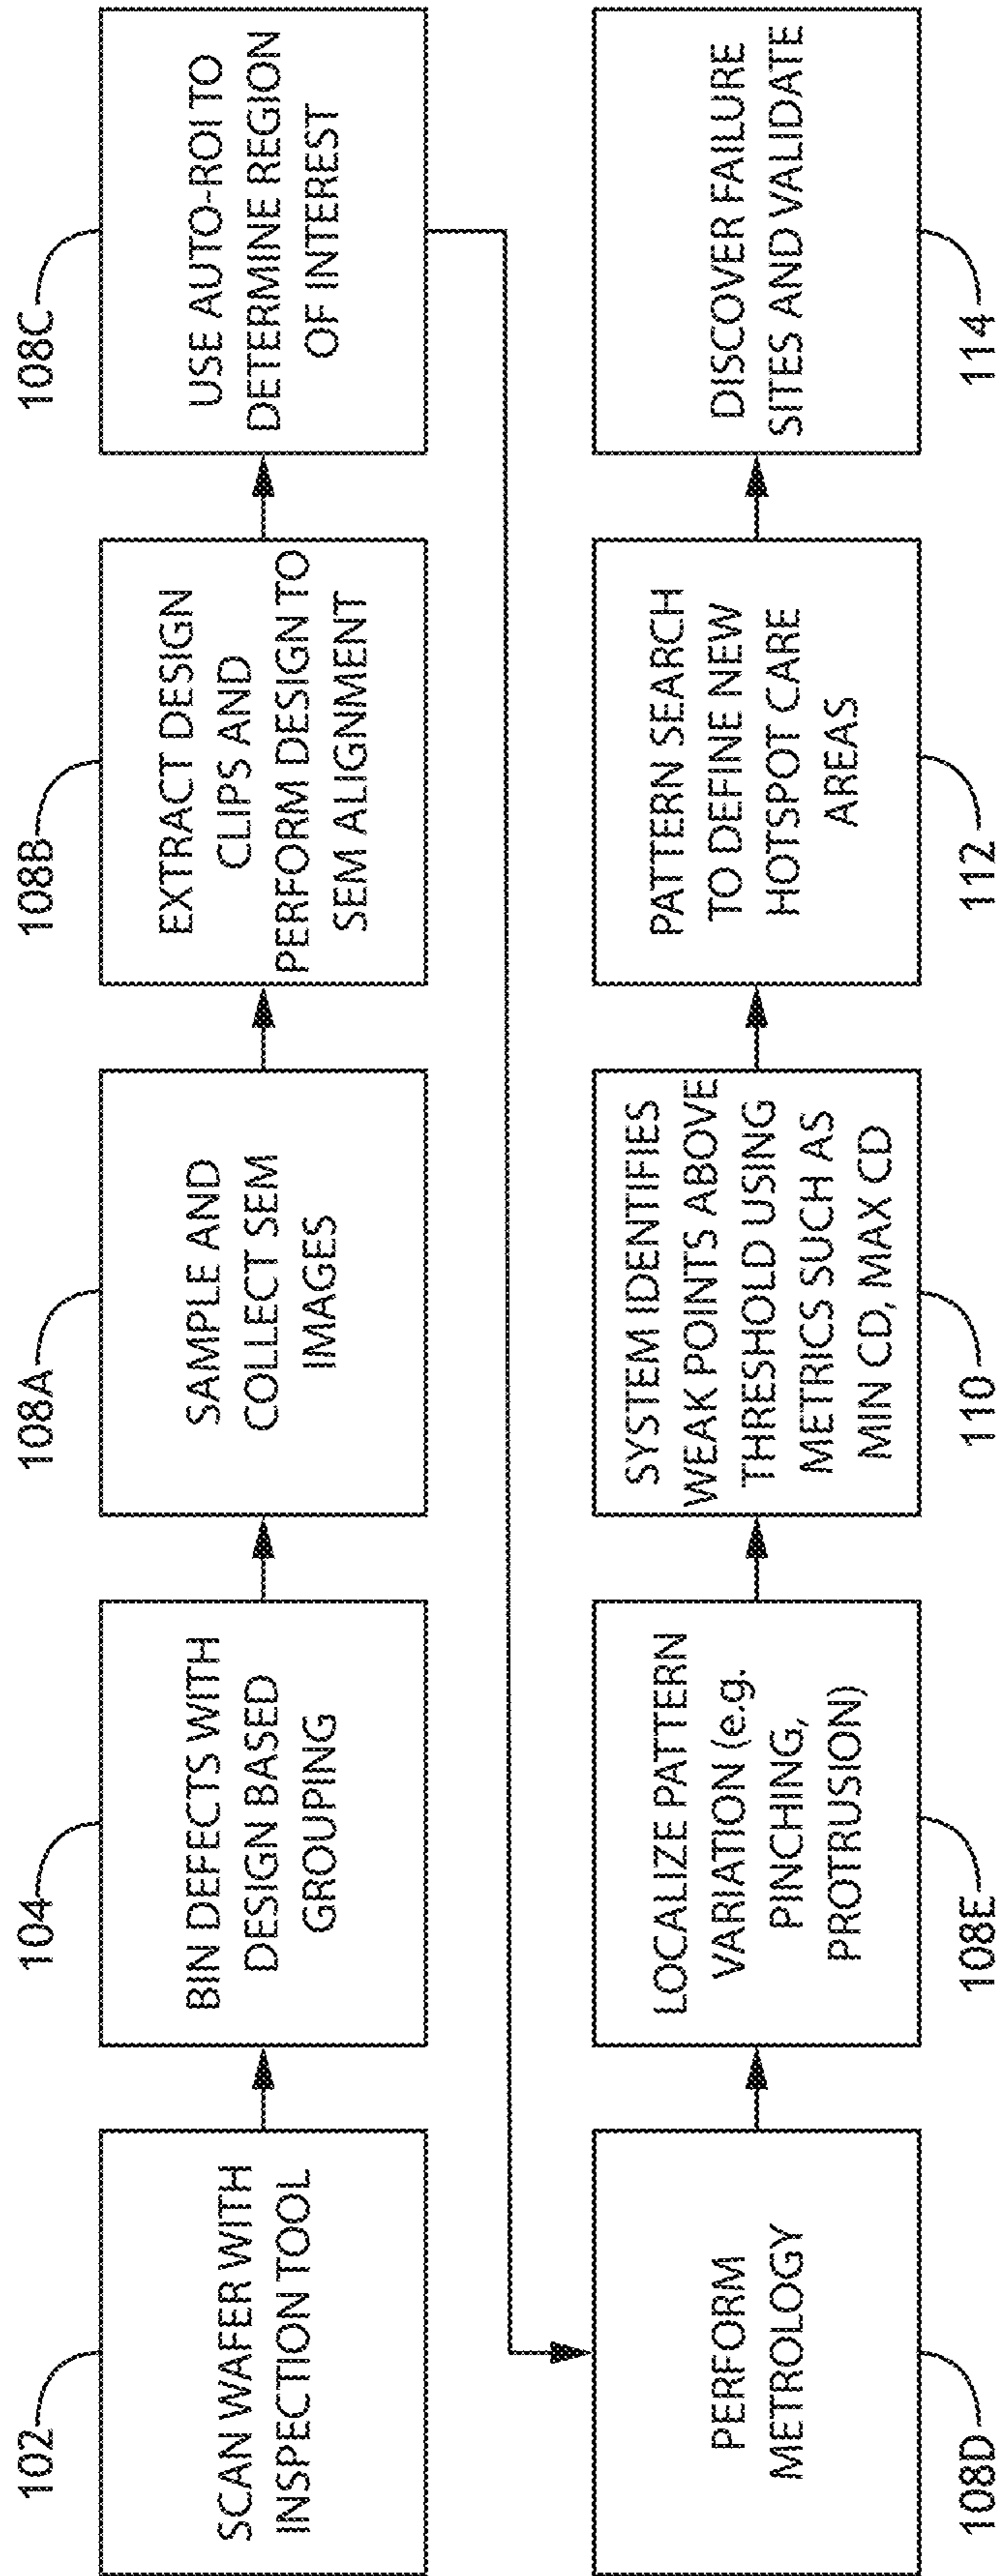 102
SCAN WAFER WITH
INSPECTION TOOL
104
BIN DEFECTS WITH
DESIGN BASED
GROUPING
108A
SAMPLE AND
COLLECT SEM
IMAGES
108B
EXTRACT DESIGN
CLIPS AND
PERFORM DESIGN TO
SEM ALIGNMENT
108C
USE AUTO-ROI TO
DETERMINE REGION
OF INTEREST
PERFORM
METROLOGY
108D
LOCALIZE PATTERN
VARIATION (e.g.
PINCHING,
PROTRUSION)
108E
SYSTEM IDENTIFIES
WEAK POINTS ABOVE
THRESHOLD USING
METRICS SUCH AS
MIN CD, MAX CD
110
PATTERN SEARCH
TO DEFINE NEW
HOTSPOT CARE
AREAS
112
DISCOVER FAILURE
SITES AND VALIDATE
114